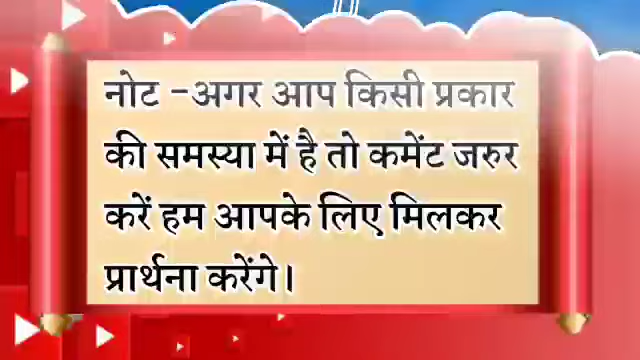 नोट -अगर आप किसी प्रकार
की समस्या में है तो कमेंट जरुर
करें हम आपके लिए मिलकर
प्रार्थना करेंगे।